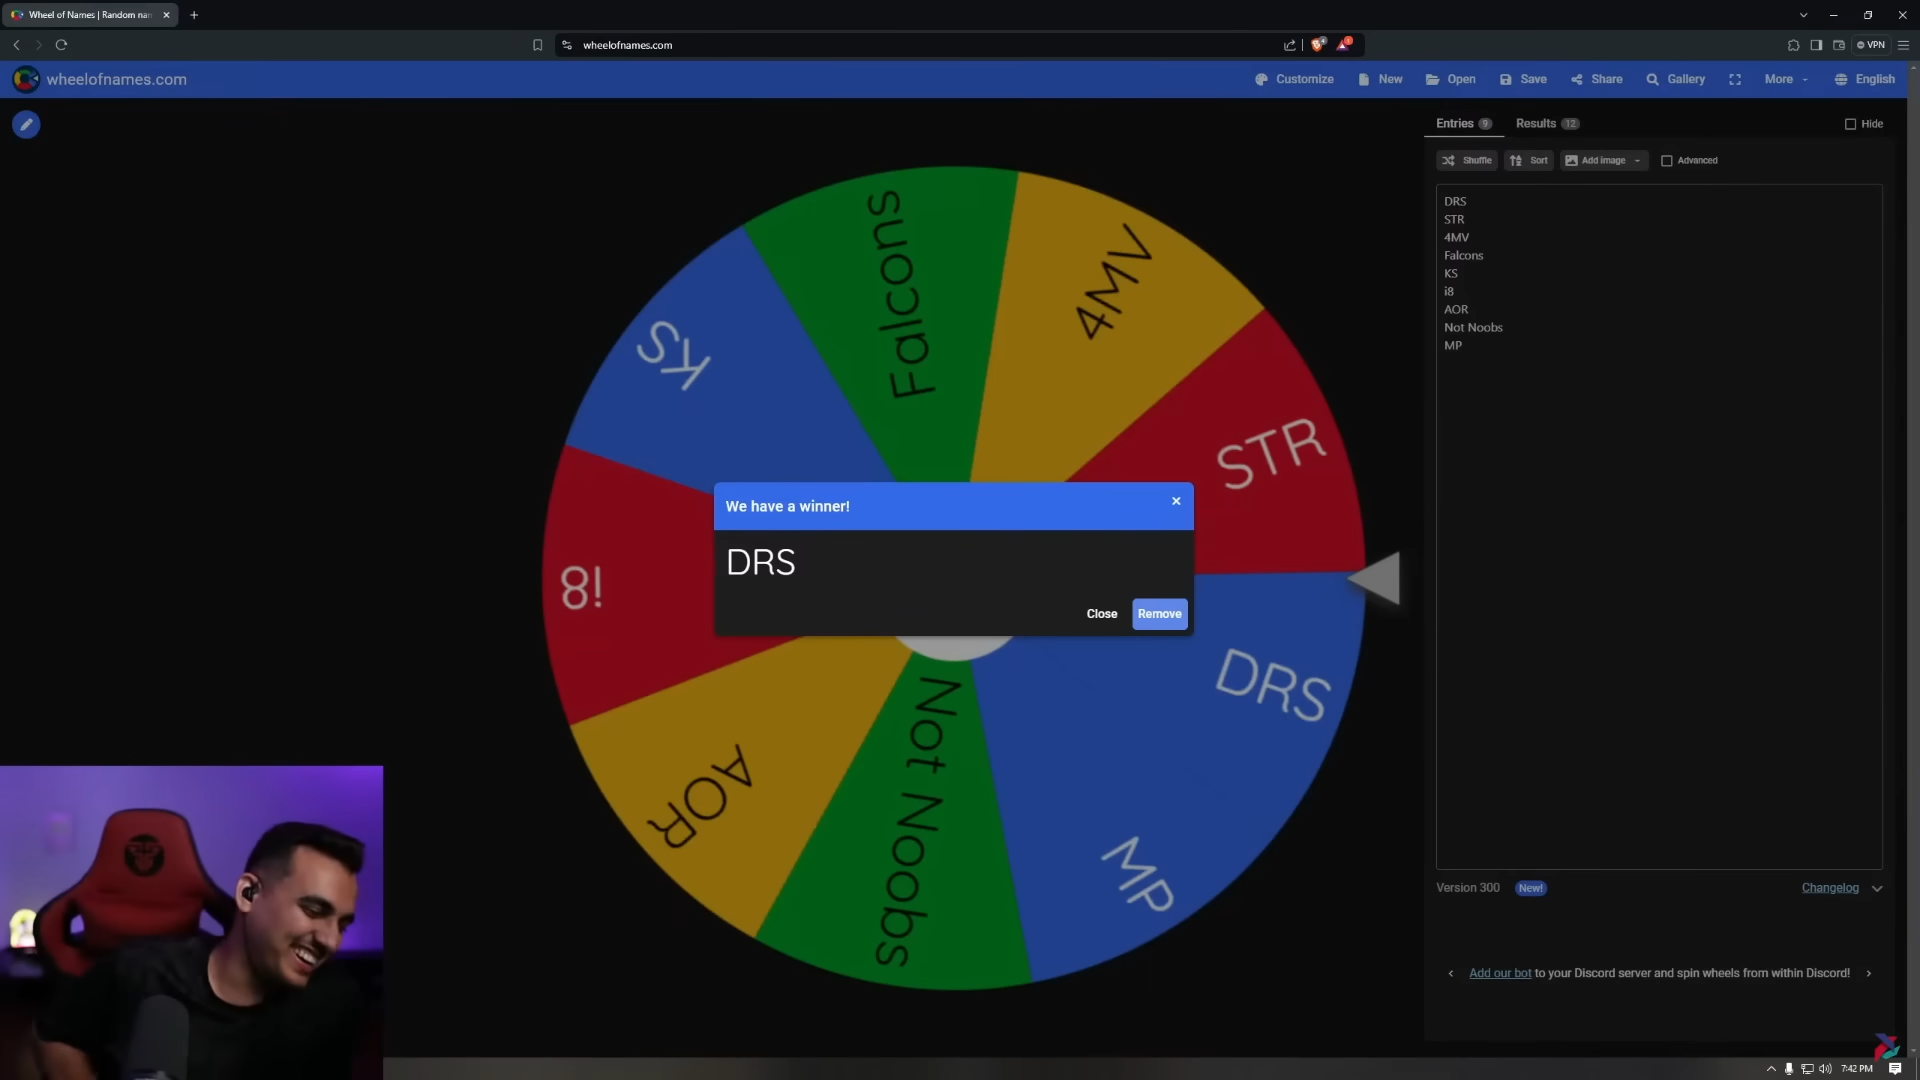 Wheel of Names | Random nam
wheelofnames.com
VPN
wheelofnames.com
Customize
New
Open
Save
Share
Gallery
More
English
Entries 9
Results 12
Hide
Shuffle
Sort
Add image
Advanced
DRS
STR
4MV
Falcons
KS
i8
AOR
Not Noobs
MP
Falcons
4MV
KS
STR
We have a winner!
DRS
Close
Remove
i8
DRS
Not Noobs
AOR
MP
Version 300
New!
Changelog
Add our bot to your Discord server and spin wheels from within Discord!
7:42 PM